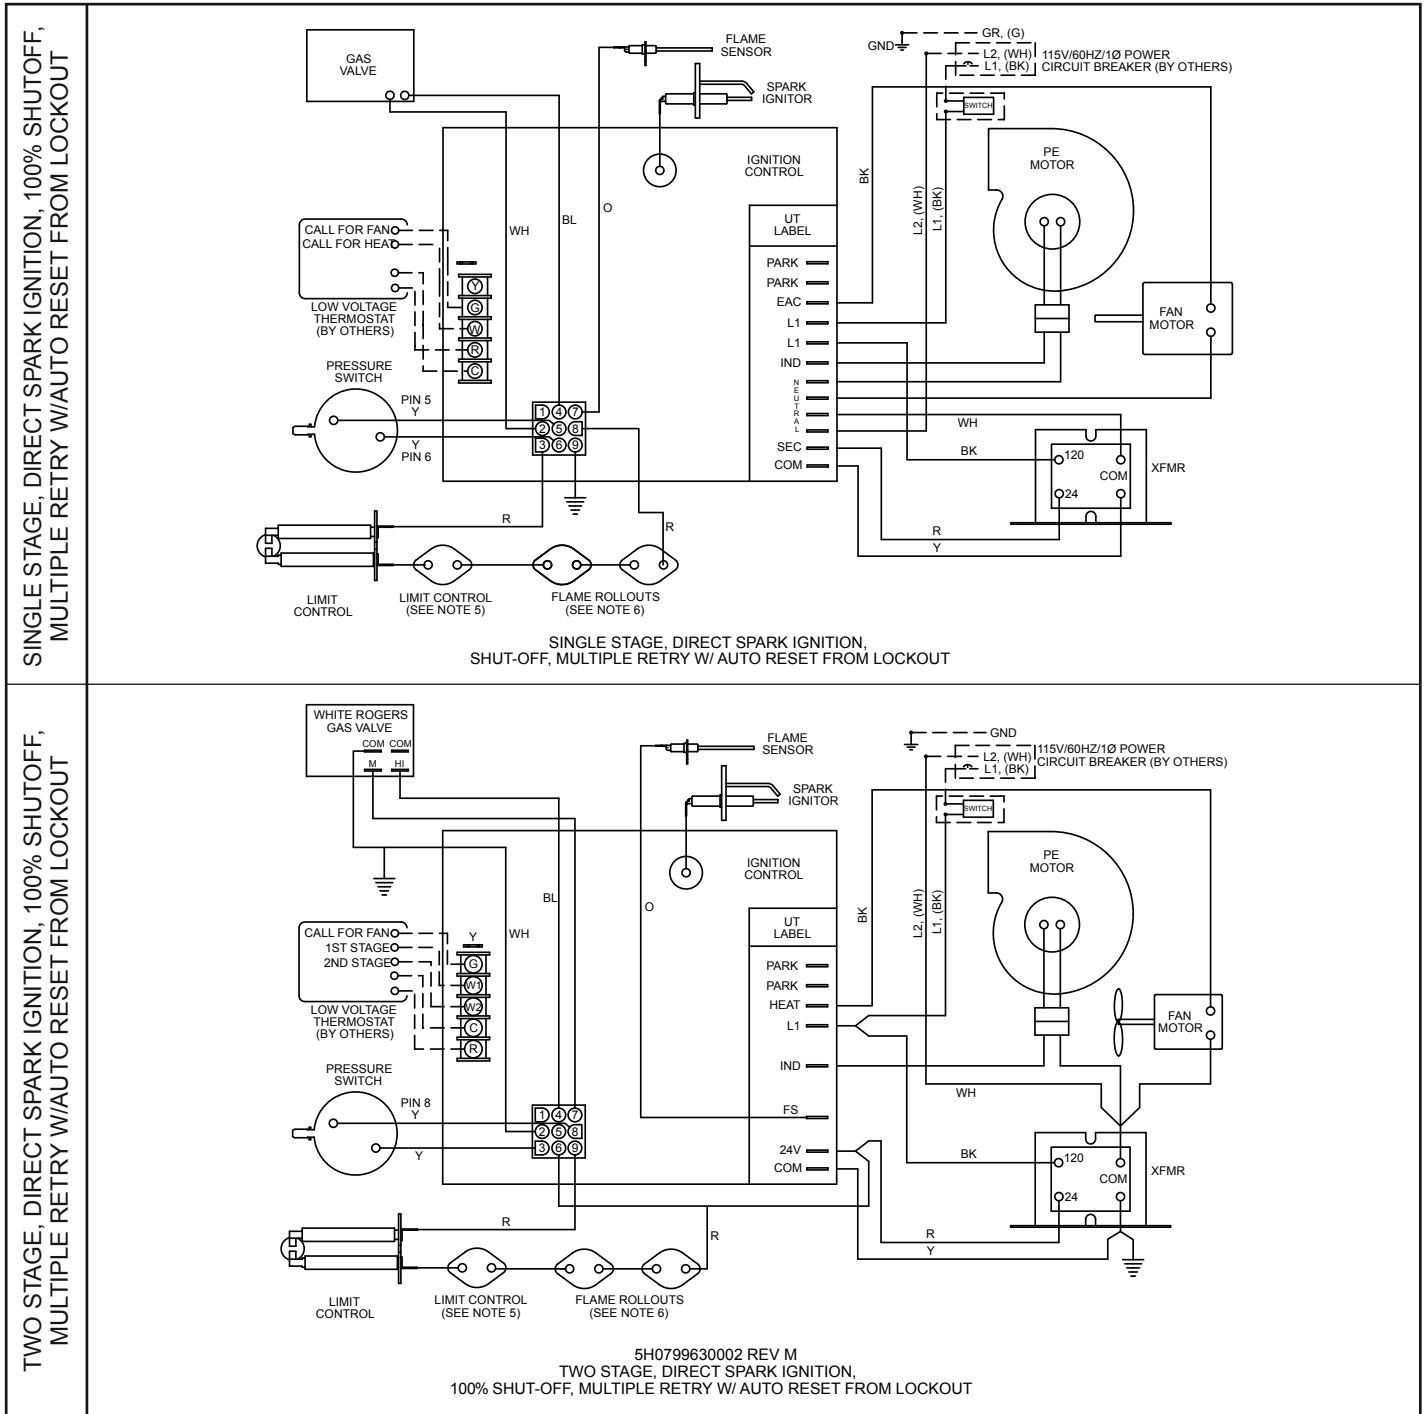 SINGLE STAGE, DIRECT SPARK IGNITION, 100% SHUTOFF,
MULTIPLE RETRY W/AUTO RESET FROM LOCKOUT
GAS
VALVE
FLAME
SENSOR
SPARK
IGNITOR
GND
GR, (G)
L2, (WH)
L1, (BK)
115V/60HZ/1Ø POWER
CIRCUIT BREAKER (BY OTHERS)
SWITCH
IGNITION
CONTROL
PE
MOTOR
BK
L2, (WH)
L1, (BK)
O
BL
WH
CALL FOR FAN
CALL FOR HEAT
LOW VOLTAGE
THERMOSTAT
(BY OTHERS)
Y
G
W
R
C
UT
LABEL
PARK
PARK
EAC
L1
L1
IND
NEUTRAL
SEC
COM
FAN
MOTOR
PRESSURE
SWITCH
PIN 5
Y
Y
PIN 6
1 4 7
2 5 8
3 6 9
WH
BK
120
COM
24
XFMR
R
Y
R
R
LIMIT
CONTROL
LIMIT CONTROL
(SEE NOTE 5)
FLAME ROLLOUTS
(SEE NOTE 6)
SINGLE STAGE, DIRECT SPARK IGNITION,
SHUT-OFF, MULTIPLE RETRY W/ AUTO RESET FROM LOCKOUT
TWO STAGE, DIRECT SPARK IGNITION, 100% SHUTOFF,
MULTIPLE RETRY W/AUTO RESET FROM LOCKOUT
WHITE ROGERS
GAS VALVE
COM COM
M HI
FLAME
SENSOR
SPARK
IGNITOR
GND
L2, (WH)
L1, (BK)
115V/60HZ/1Ø POWER
CIRCUIT BREAKER (BY OTHERS)
SWITCH
IGNITION
CONTROL
PE
MOTOR
BK
L2, (WH)
L1, (BK)
BL
O
WH
CALL FOR FAN
1ST STAGE
2ND STAGE
LOW VOLTAGE
THERMOSTAT
(BY OTHERS)
Y
G
W1
W2
C
R
UT
LABEL
PARK
PARK
HEAT
L1
IND
FS
24V
COM
FAN
MOTOR
PRESSURE
SWITCH
PIN 8
Y
Y
1 4 7
2 5 8
3 6 9
WH
BK
120
COM
24
XFMR
R
Y
R
R
LIMIT
CONTROL
LIMIT CONTROL
(SEE NOTE 5)
FLAME ROLLOUTS
(SEE NOTE 6)
5H0799630002 REV M
TWO STAGE, DIRECT SPARK IGNITION,
100% SHUT-OFF, MULTIPLE RETRY W/ AUTO RESET FROM LOCKOUT